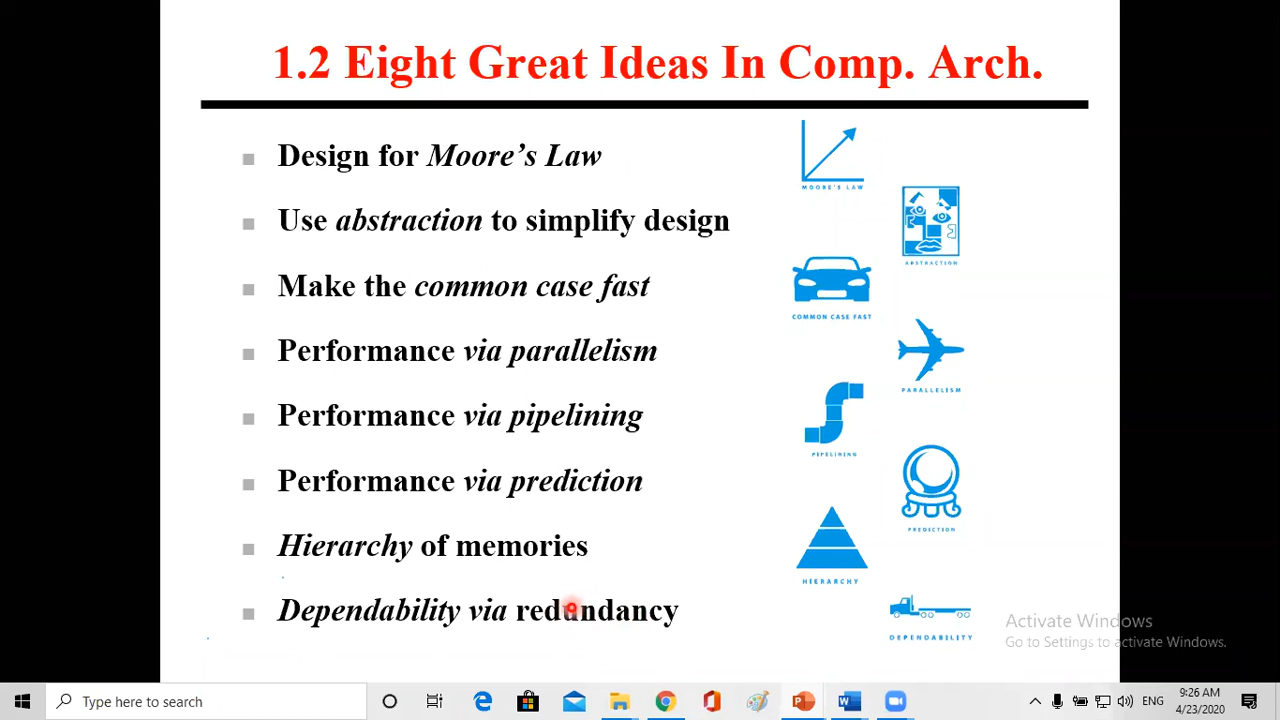 1.2 Eight Great Ideas In Comp. Arch.
Design for Moore's Law
Use abstraction to simplify design
Make the common case fast
Performance via parallelism
Performance via pipelining
Performance via prediction
Hierarchy of memories
Dependability via redundancy
MOORE'S LAW
ABSTRACTION
COMMON CASE FAST
PARALLELISM
PIPELINING
PREDICTION
HIERARCHY
DEPENDABILITY
Activate Windows
Go to Settings to activate Windows.
Type here to search
ENG
9:26 AM
4/23/2020